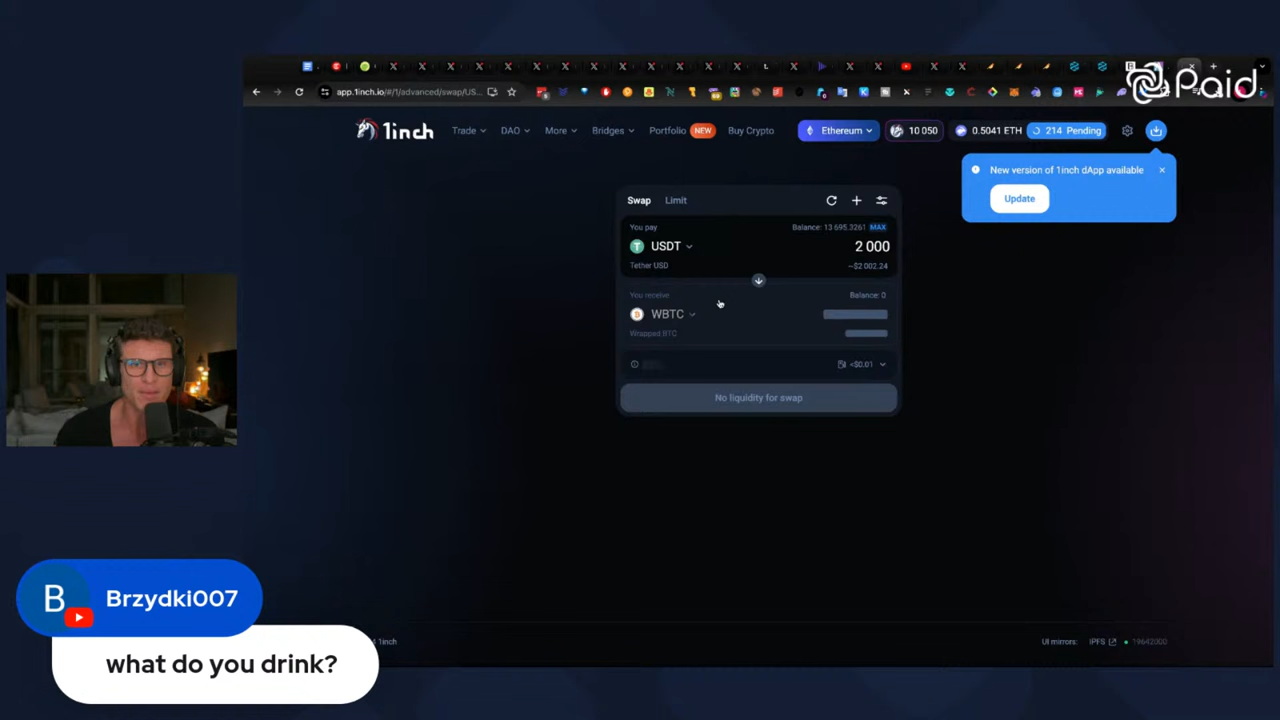 Paid
app.1inch.io/#/1/advanced/swap/US...
1inch
Trade
DAO
More
Bridges
Portfolio
NEW
Buy Crypto
Ethereum
10 050
0.5041 ETH
214 Pending
New version of 1inch dApp available
Update
Swap
Limit
You pay
Balance: 13 695.3261 MAX
USDT
2 000
Tether USD
~$2 002.24
You receive
Balance: 0
WBTC
Wrapped BTC
<$0.01
No liquidity for swap
B
Brzydki007
what do you drink?
1inch
UI mirrors:
IPFS
19642000